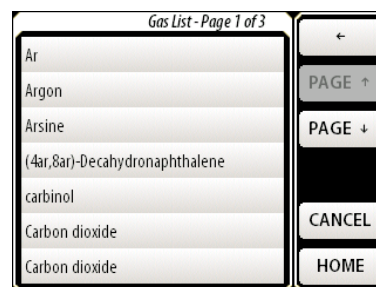 Gas List - Page 1 of 3
Ar
Argon
Arsine
(4ar,8ar)-Decahydronaphthalene
carbinol
Carbon dioxide
Carbon dioxide
←
PAGE ↑
PAGE ↓
CANCEL
HOME